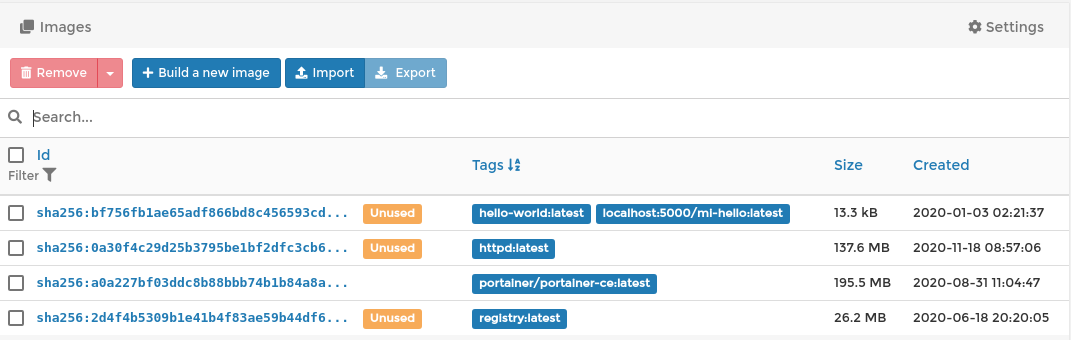 Images Settings
Remove Build a new image Import Export
Search...
Id Tags Size Created
Filter
sha256:bf756fb1ae65adf866bd8c456593cd... Unused hello-world:latest localhost:5000/mi-hello:latest 13.3 kB 2020-01-03 02:21:37
sha256:0a30f4c29d25b3795be1bf2dfc3cb6... Unused httpd:latest 137.6 MB 2020-11-18 08:57:06
sha256:a0a227bf03ddc8b88bbb74b1b84a8a... portainer/portainer-ce:latest 195.5 MB 2020-08-31 11:04:47
sha256:2d4f4b5309b1e41b4f83ae59b44df6... Unused registry:latest 26.2 MB 2020-06-18 20:20:05